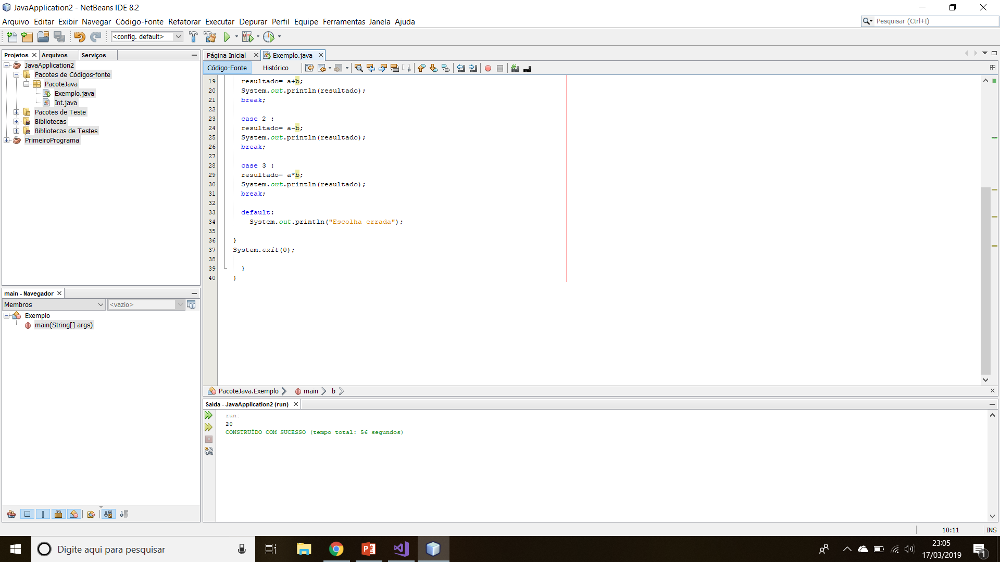 JavaApplication2 - NetBeans IDE 8.2
Arquivo Editar Exibir Navegar Código-Fonte Refatorar Executar Depurar Perfil Equipe Ferramentas Janela Ajuda
Pesquisar (Ctrl+I)
<config. default>
Projetos Arquivos Serviços
JavaApplication2
Pacotes de Códigos-fonte
PacoteJava
Exemplo.java
Int.java
Pacotes de Teste
Bibliotecas
Bibliotecas de Testes
PrimeiroPrograma
main - Navegador
Membros <vazio>
Exemplo
main(String[] args)
Página Inicial Exemplo.java
Código-Fonte Histórico
19 resultado= a+b;
20 System.out.println(resultado);
21 break;
22
23 case 2 :
24 resultado= a-b;
25 System.out.println(resultado);
26 break;
27
28 case 3 :
29 resultado= a*b;
30 System.out.println(resultado);
31 break;
32
33 default:
34 System.out.println("Escolha errada");
35
36 }
37 System.exit(0);
38
39 }
40 }
PacoteJava.Exemplo main b
Saída - JavaApplication2 (run)
run:
20
CONSTRUÍDO COM SUCESSO (tempo total: 56 segundos)
10:11 INS
Digite aqui para pesquisar
23:05
17/03/2019
1